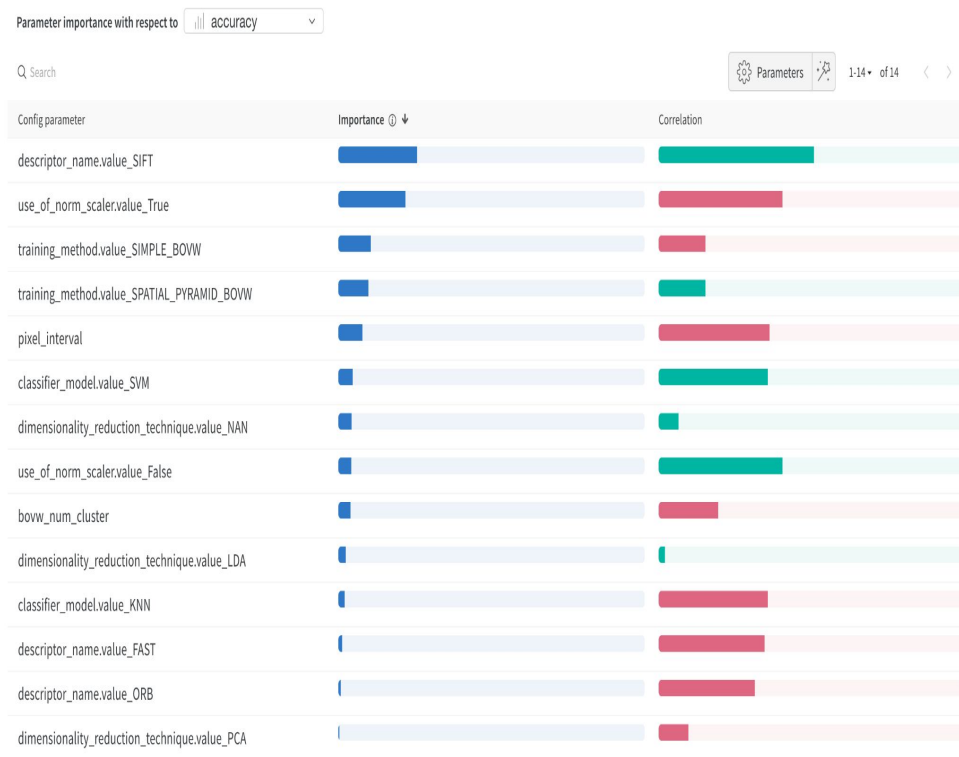 Parameter importance with respect to accuracy
Search
Parameters 1-14 of 14
Config parameter Importance Correlation
descriptor_name.value_SIFT
use_of_norm_scaler.value_True
training_method.value_SIMPLE_BOVW
training_method.value_SPATIAL_PYRAMID_BOVW
pixel_interval
classifier_model.value_SVM
dimensionality_reduction_technique.value_NAN
use_of_norm_scaler.value_False
bovw_num_cluster
dimensionality_reduction_technique.value_LDA
classifier_model.value_KNN
descriptor_name.value_FAST
descriptor_name.value_ORB
dimensionality_reduction_technique.value_PCA